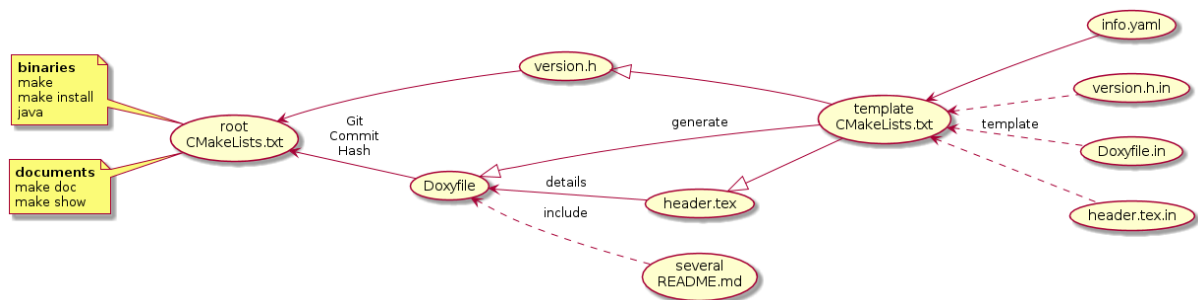 binaries
make
make install
java
documents
make doc
make show
root
CMakeLists.txt
Git
Commit
Hash
version.h
Doxyfile
generate
details
include
header.tex
several
README.md
template
CMakeLists.txt
template
info.yaml
version.h.in
Doxyfile.in
header.tex.in